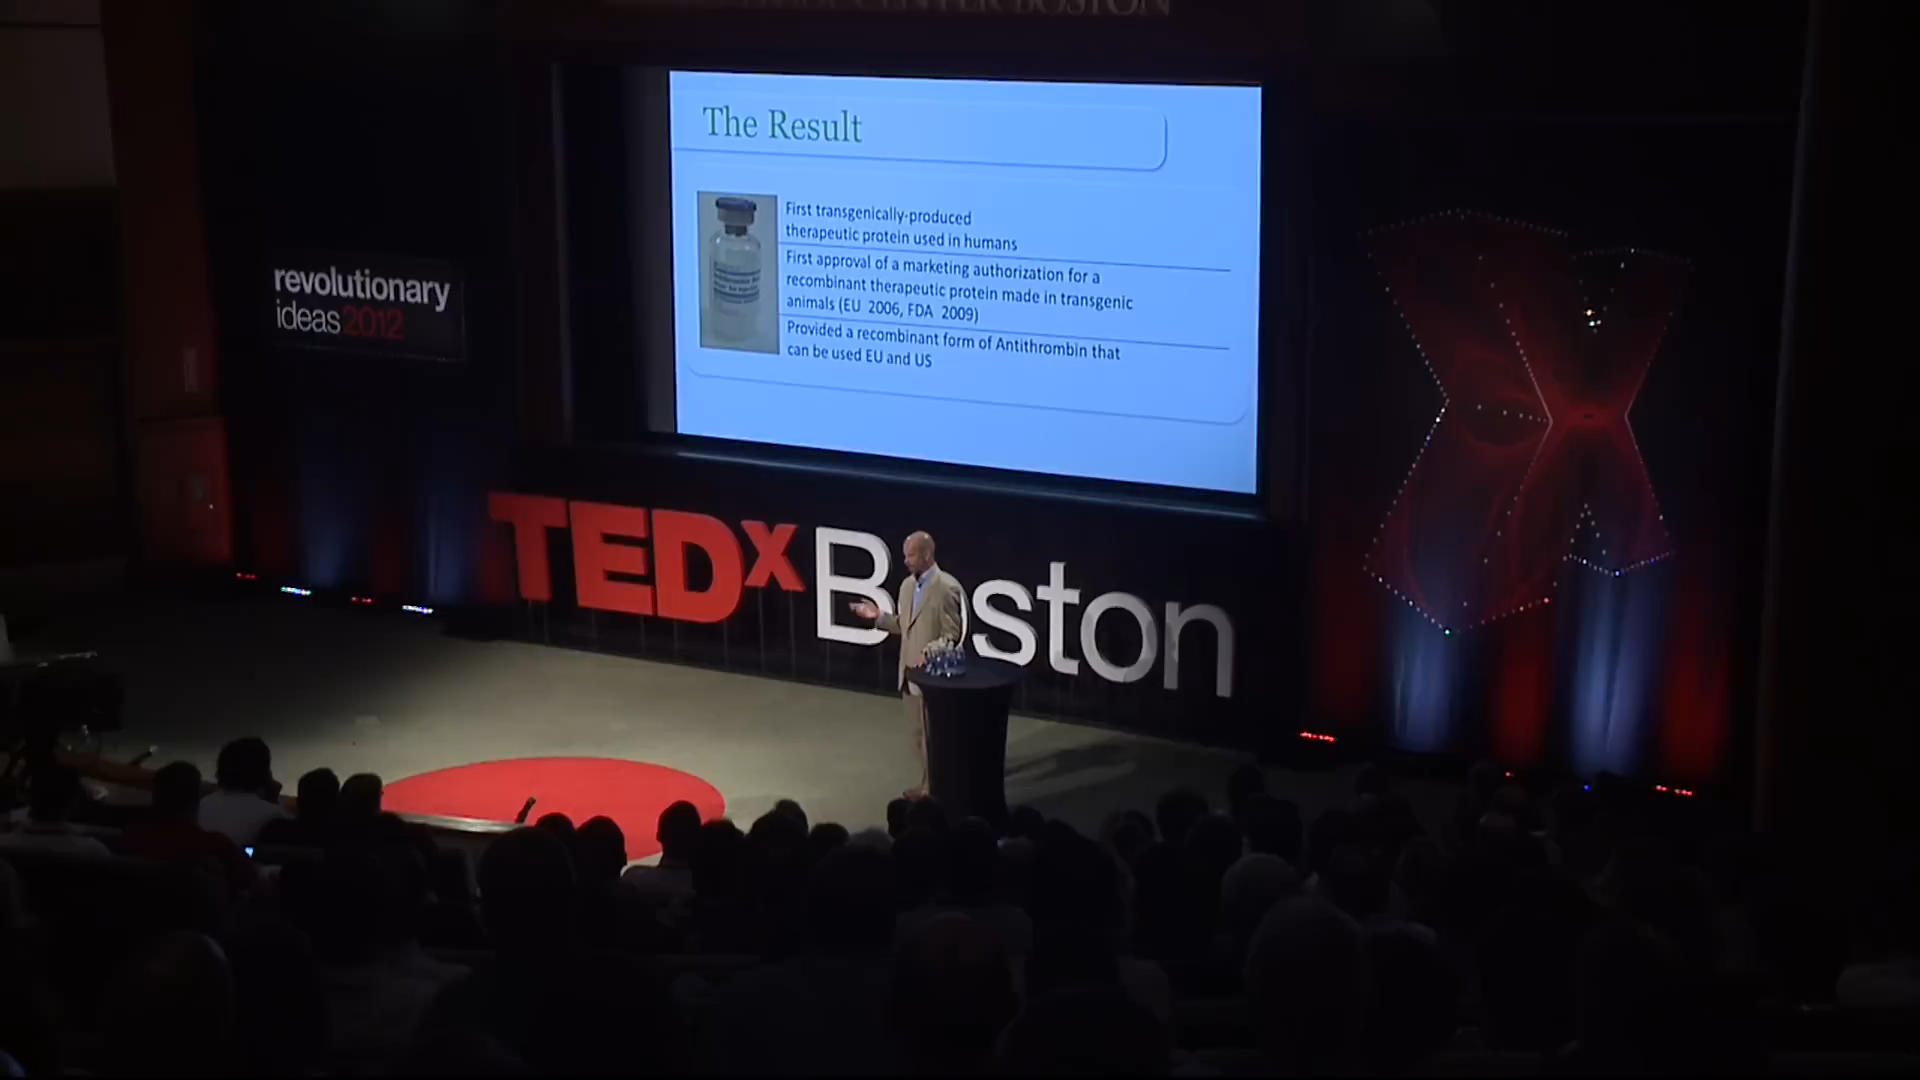 CENTER BOSTON
The Result
First transgenically-produced
therapeutic protein used in humans
First approval of a marketing authorization for a
recombinant therapeutic protein made in transgenic
animals (EU 2006, FDA 2009)
Provided a recombinant form of Antithrombin that
can be used EU and US
revolutionary
ideas 2012
TEDxBoston